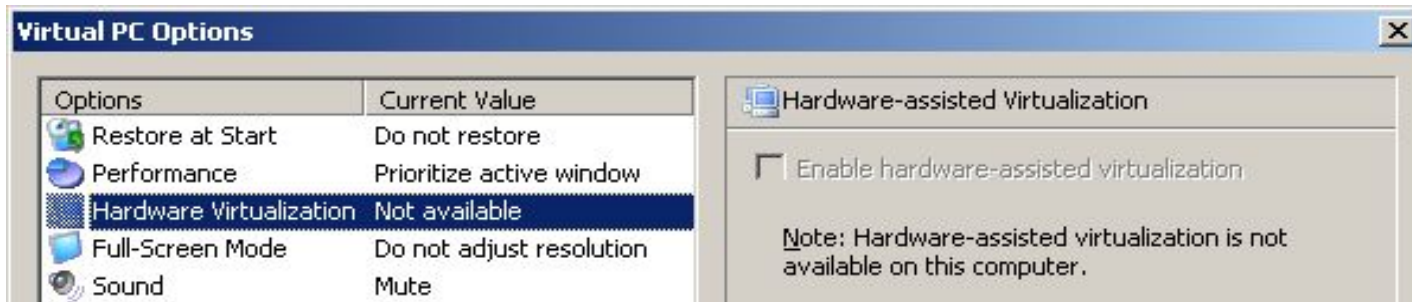 Virtual PC Options
Options Current Value
Restore at Start Do not restore
Performance Prioritize active window
Hardware Virtualization Not available
Full-Screen Mode Do not adjust resolution
Sound Mute
Hardware-assisted Virtualization
Enable hardware-assisted virtualization
Note: Hardware-assisted virtualization is not
available on this computer.